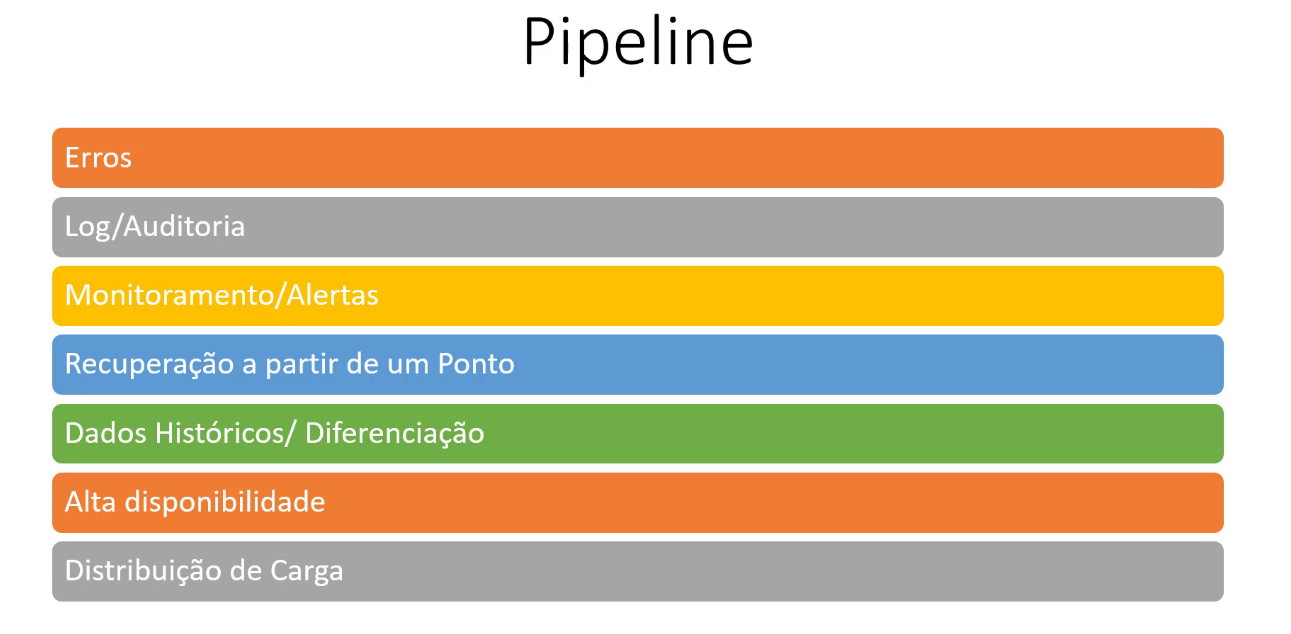 Pipeline
Erros
Log/Auditoria
Monitoramento/Alertas
Recuperação a partir de um Ponto
Dados Históricos/ Diferenciação
Alta disponibilidade
Distribuição de Carga